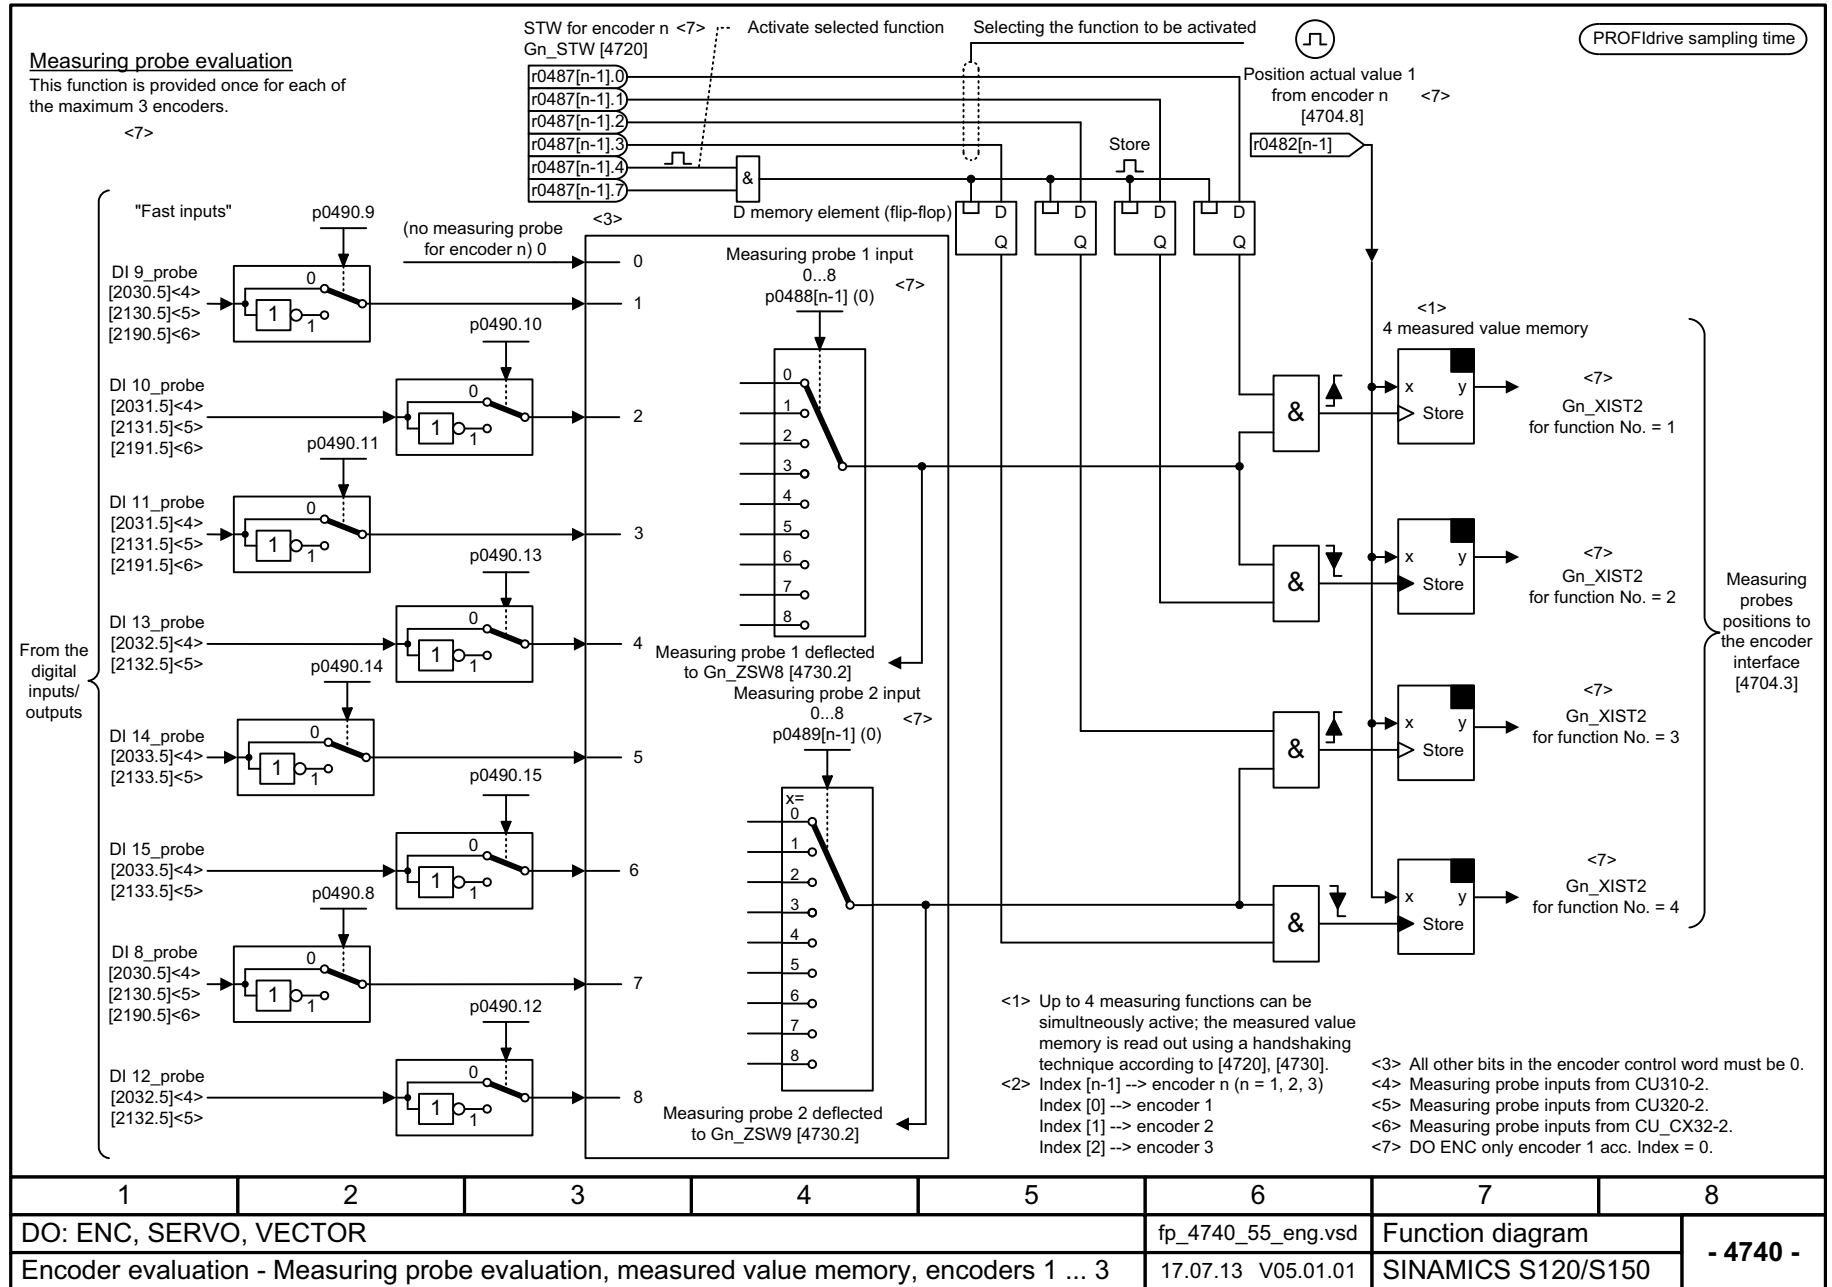 Measuring probe evaluation
This function is provided once for each of
the maximum 3 encoders.
<7>
STW for encoder n <7>
Gn_STW [4720]
Activate selected function
Selecting the function to be activated
PROFIdrive sampling time
r0487[n-1].0
r0487[n-1].1
r0487[n-1].2
r0487[n-1].3
r0487[n-1].4
r0487[n-1].7
&
Store
Position actual value 1
from encoder n <7>
[4704.8]
r0482[n-1]
D memory element (flip-flop)
D
Q
D
Q
D
Q
D
Q
<3>
"Fast inputs"
From the
digital
inputs/
outputs
(no measuring probe
for encoder n) 0
0
p0490.9
DI 9_probe
[2030.5]<4>
[2130.5]<5>
[2190.5]<6>
0
1
1
1
p0490.10
DI 10_probe
[2031.5]<4>
[2131.5]<5>
[2191.5]<6>
0
1
1
2
p0490.11
DI 11_probe
[2031.5]<4>
[2131.5]<5>
[2191.5]<6>
0
1
1
3
p0490.13
DI 13_probe
[2032.5]<4>
[2132.5]<5>
0
1
1
4
p0490.14
DI 14_probe
[2033.5]<4>
[2133.5]<5>
0
1
1
5
p0490.15
DI 15_probe
[2033.5]<4>
[2133.5]<5>
0
1
1
6
p0490.8
DI 8_probe
[2030.5]<4>
[2130.5]<5>
[2190.5]<6>
0
1
1
7
p0490.12
DI 12_probe
[2032.5]<4>
[2132.5]<5>
0
1
1
8
Measuring probe 1 input
0...8
p0488[n-1] (0)
<7>
0
1
2
3
4
5
6
7
8
Measuring probe 1 deflected
to Gn_ZSW8 [4730.2]
Measuring probe 2 input
0...8
p0489[n-1] (0)
<7>
x=
0
1
2
3
4
5
6
7
8
Measuring probe 2 deflected
to Gn_ZSW9 [4730.2]
<1>
4 measured value memory
&
x y
Store
<7>
Gn_XIST2
for function No. = 1
&
x y
Store
<7>
Gn_XIST2
for function No. = 2
&
x y
Store
<7>
Gn_XIST2
for function No. = 3
&
x y
Store
<7>
Gn_XIST2
for function No. = 4
Measuring
probes
positions to
the encoder
interface
[4704.3]
<1> Up to 4 measuring functions can be
simultneously active; the measured value
memory is read out using a handshaking
technique according to [4720], [4730].
<2> Index [n-1] --> encoder n (n = 1, 2, 3)
Index [0] --> encoder 1
Index [1] --> encoder 2
Index [2] --> encoder 3
<3> All other bits in the encoder control word must be 0.
<4> Measuring probe inputs from CU310-2.
<5> Measuring probe inputs from CU320-2.
<6> Measuring probe inputs from CU_CX32-2.
<7> DO ENC only encoder 1 acc. Index = 0.
1 2 3 4 5 6 7 8
DO: ENC, SERVO, VECTOR
fp_4740_55_eng.vsd
Function diagram
- 4740 -
Encoder evaluation - Measuring probe evaluation, measured value memory, encoders 1 ... 3
17.07.13 V05.01.01
SINAMICS S120/S150